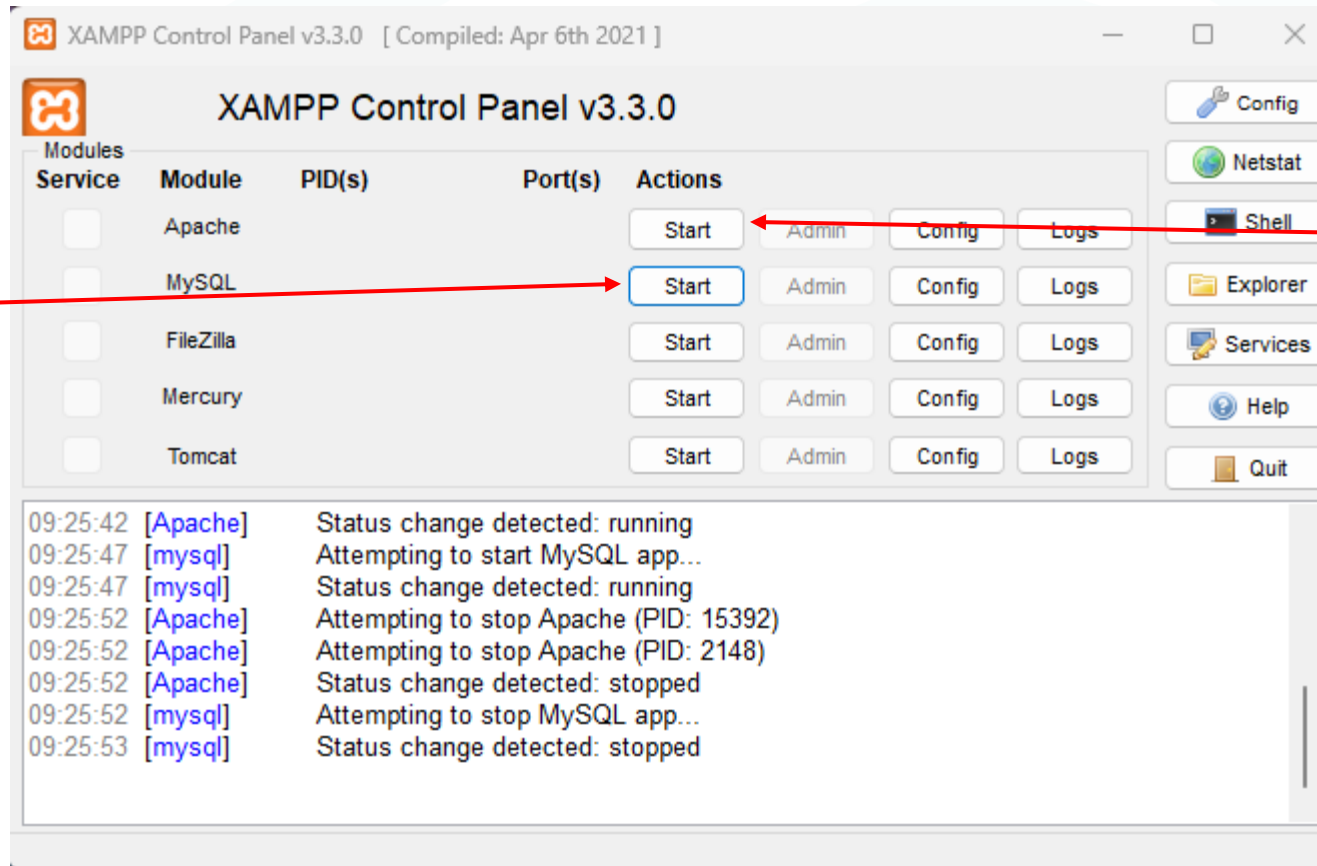 XAMPP Control Panel v3.3.0 [ Compiled: Apr 6th 2021 ]
XAMPP Control Panel v3.3.0
Config
Modules
Netstat
Service Module PID(s) Port(s) Actions
Apache Start Admin Config Logs
Shell
MySQL Start Admin Config Logs
Explorer
FileZilla Start Admin Config Logs
Services
Mercury Start Admin Config Logs
Help
Tomcat Start Admin Config Logs
Quit
09:25:42 [Apache] Status change detected: running
09:25:47 [mysql] Attempting to start MySQL app...
09:25:47 [mysql] Status change detected: running
09:25:52 [Apache] Attempting to stop Apache (PID: 15392)
09:25:52 [Apache] Attempting to stop Apache (PID: 2148)
09:25:52 [Apache] Status change detected: stopped
09:25:52 [mysql] Attempting to stop MySQL app...
09:25:53 [mysql] Status change detected: stopped